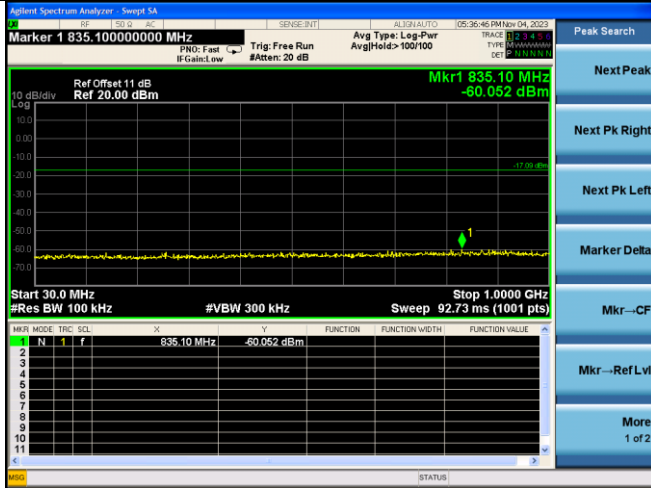 Agilent Spectrum Analyzer - Swept SA
RF 50 Ω AC SENSE:INT ALIGN AUTO 05:36:46 PM Nov 04, 2023
Marker 1 835.100000000 MHz
PNO: Fast
IFGain:Low
Trig: Free Run
#Atten: 20 dB
Avg Type: Log-Pwr
Avg|Hold:> 100/100
TRACE 1 2 3 4 5 6
TYPE M
DET P N N N N N
Peak Search
Next Peak
Next Pk Right
Next Pk Left
Marker Delta
Mkr→CF
Mkr→Ref Lvl
More
1 of 2
Mkr1 835.10 MHz
-60.052 dBm
Ref Offset 11 dB
10 dB/div Ref 20.00 dBm
Log
10.0
0.00
-10.0
-20.0
-30.0
-40.0
-50.0
-60.0
-70.0
-17.09 dBm
1
Start 30.0 MHz
Stop 1.0000 GHz
#Res BW 100 kHz #VBW 300 kHz Sweep 92.73 ms (1001 pts)
MKR MODE TRC SCL X Y FUNCTION FUNCTION WIDTH FUNCTION VALUE
1 N 1 f 835.10 MHz -60.052 dBm
2
3
4
5
6
7
8
9
10
11
MSG STATUS